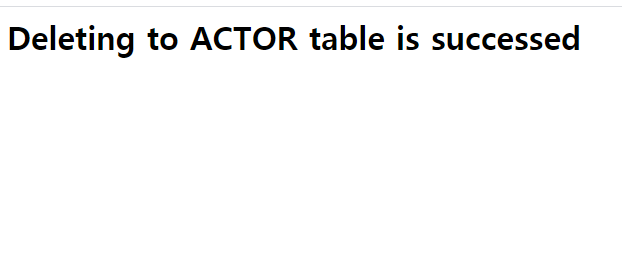 Deleting to ACTOR table is successed